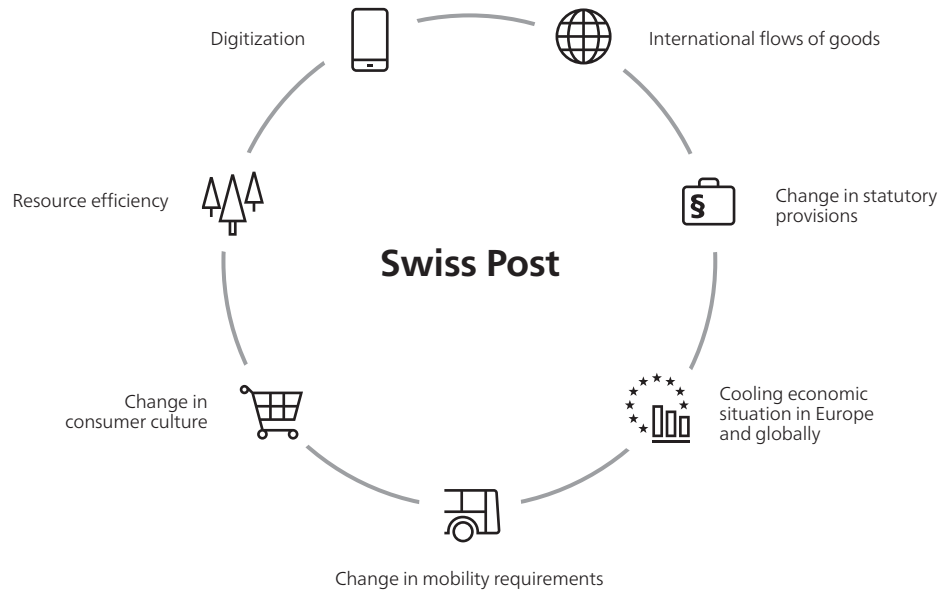 Digitization
International flows of goods
Resource efficiency
§
Change in statutory
provisions
Swiss Post
Change in
consumer culture
Cooling economic
situation in Europe
and globally
Change in mobility requirements